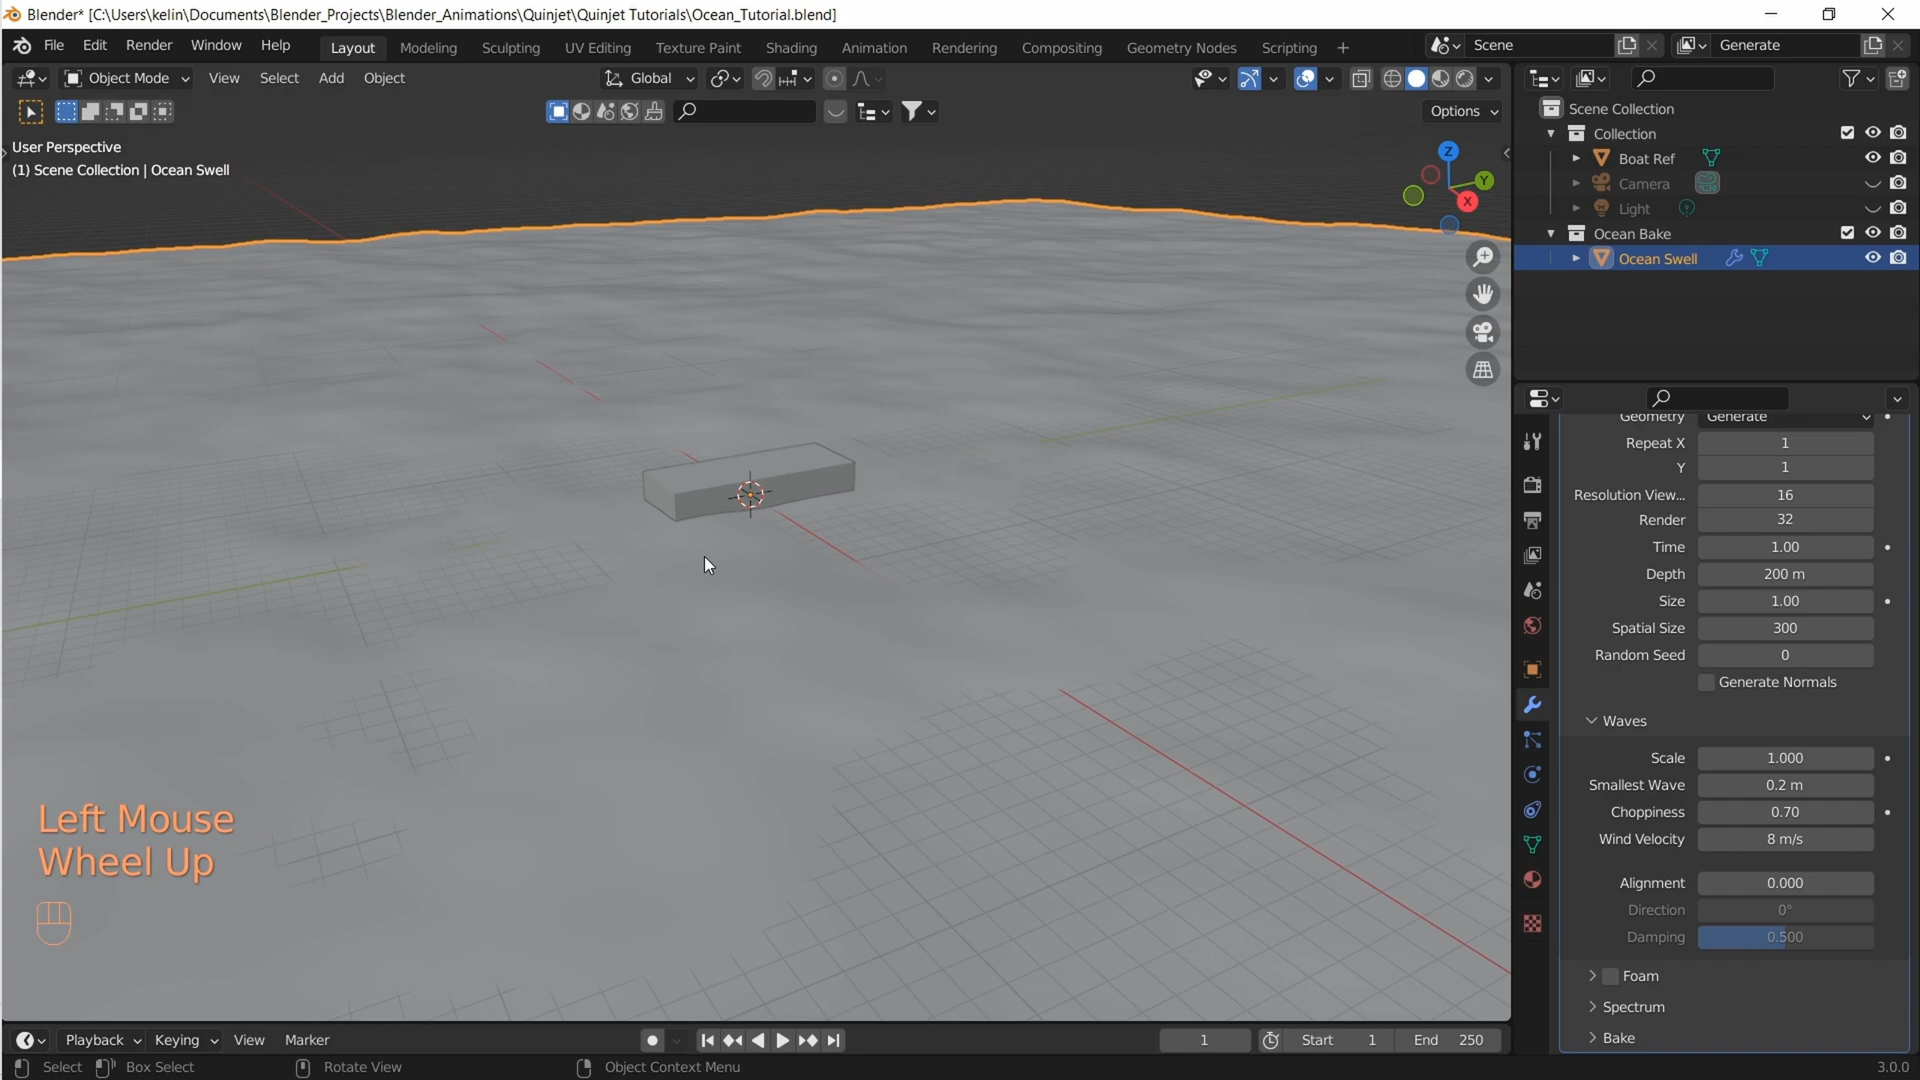 Blender* [C:\Users\kelin\Documents\Blender_Projects\Blender_Animations\Quinjet\Quinjet Tutorials\Ocean_Tutorial.blend]
File Edit Render Window Help Layout Modeling Sculpting UV Editing Texture Paint Shading Animation Rendering Compositing Geometry Nodes Scripting + Scene Generate
Object Mode View Select Add Object Global
Options
User Perspective
(1) Scene Collection | Ocean Swell
Z
Y
X
Scene Collection
Collection
Boat Ref
Camera
Light
Ocean Bake
Ocean Swell
Geometry Generate
Repeat X 1
Y 1
Resolution View... 16
Render 32
Time 1.00
Depth 200 m
Size 1.00
Spatial Size 300
Random Seed 0
Generate Normals
Waves
Scale 1.000
Smallest Wave 0.2 m
Choppiness 0.70
Wind Velocity 8 m/s
Alignment 0.000
Direction 0°
Damping 0.500
Foam
Spectrum
Bake
Left Mouse
Wheel Up
Playback Keying View Marker 1 Start 1 End 250
Select Box Select Rotate View Object Context Menu 3.0.0